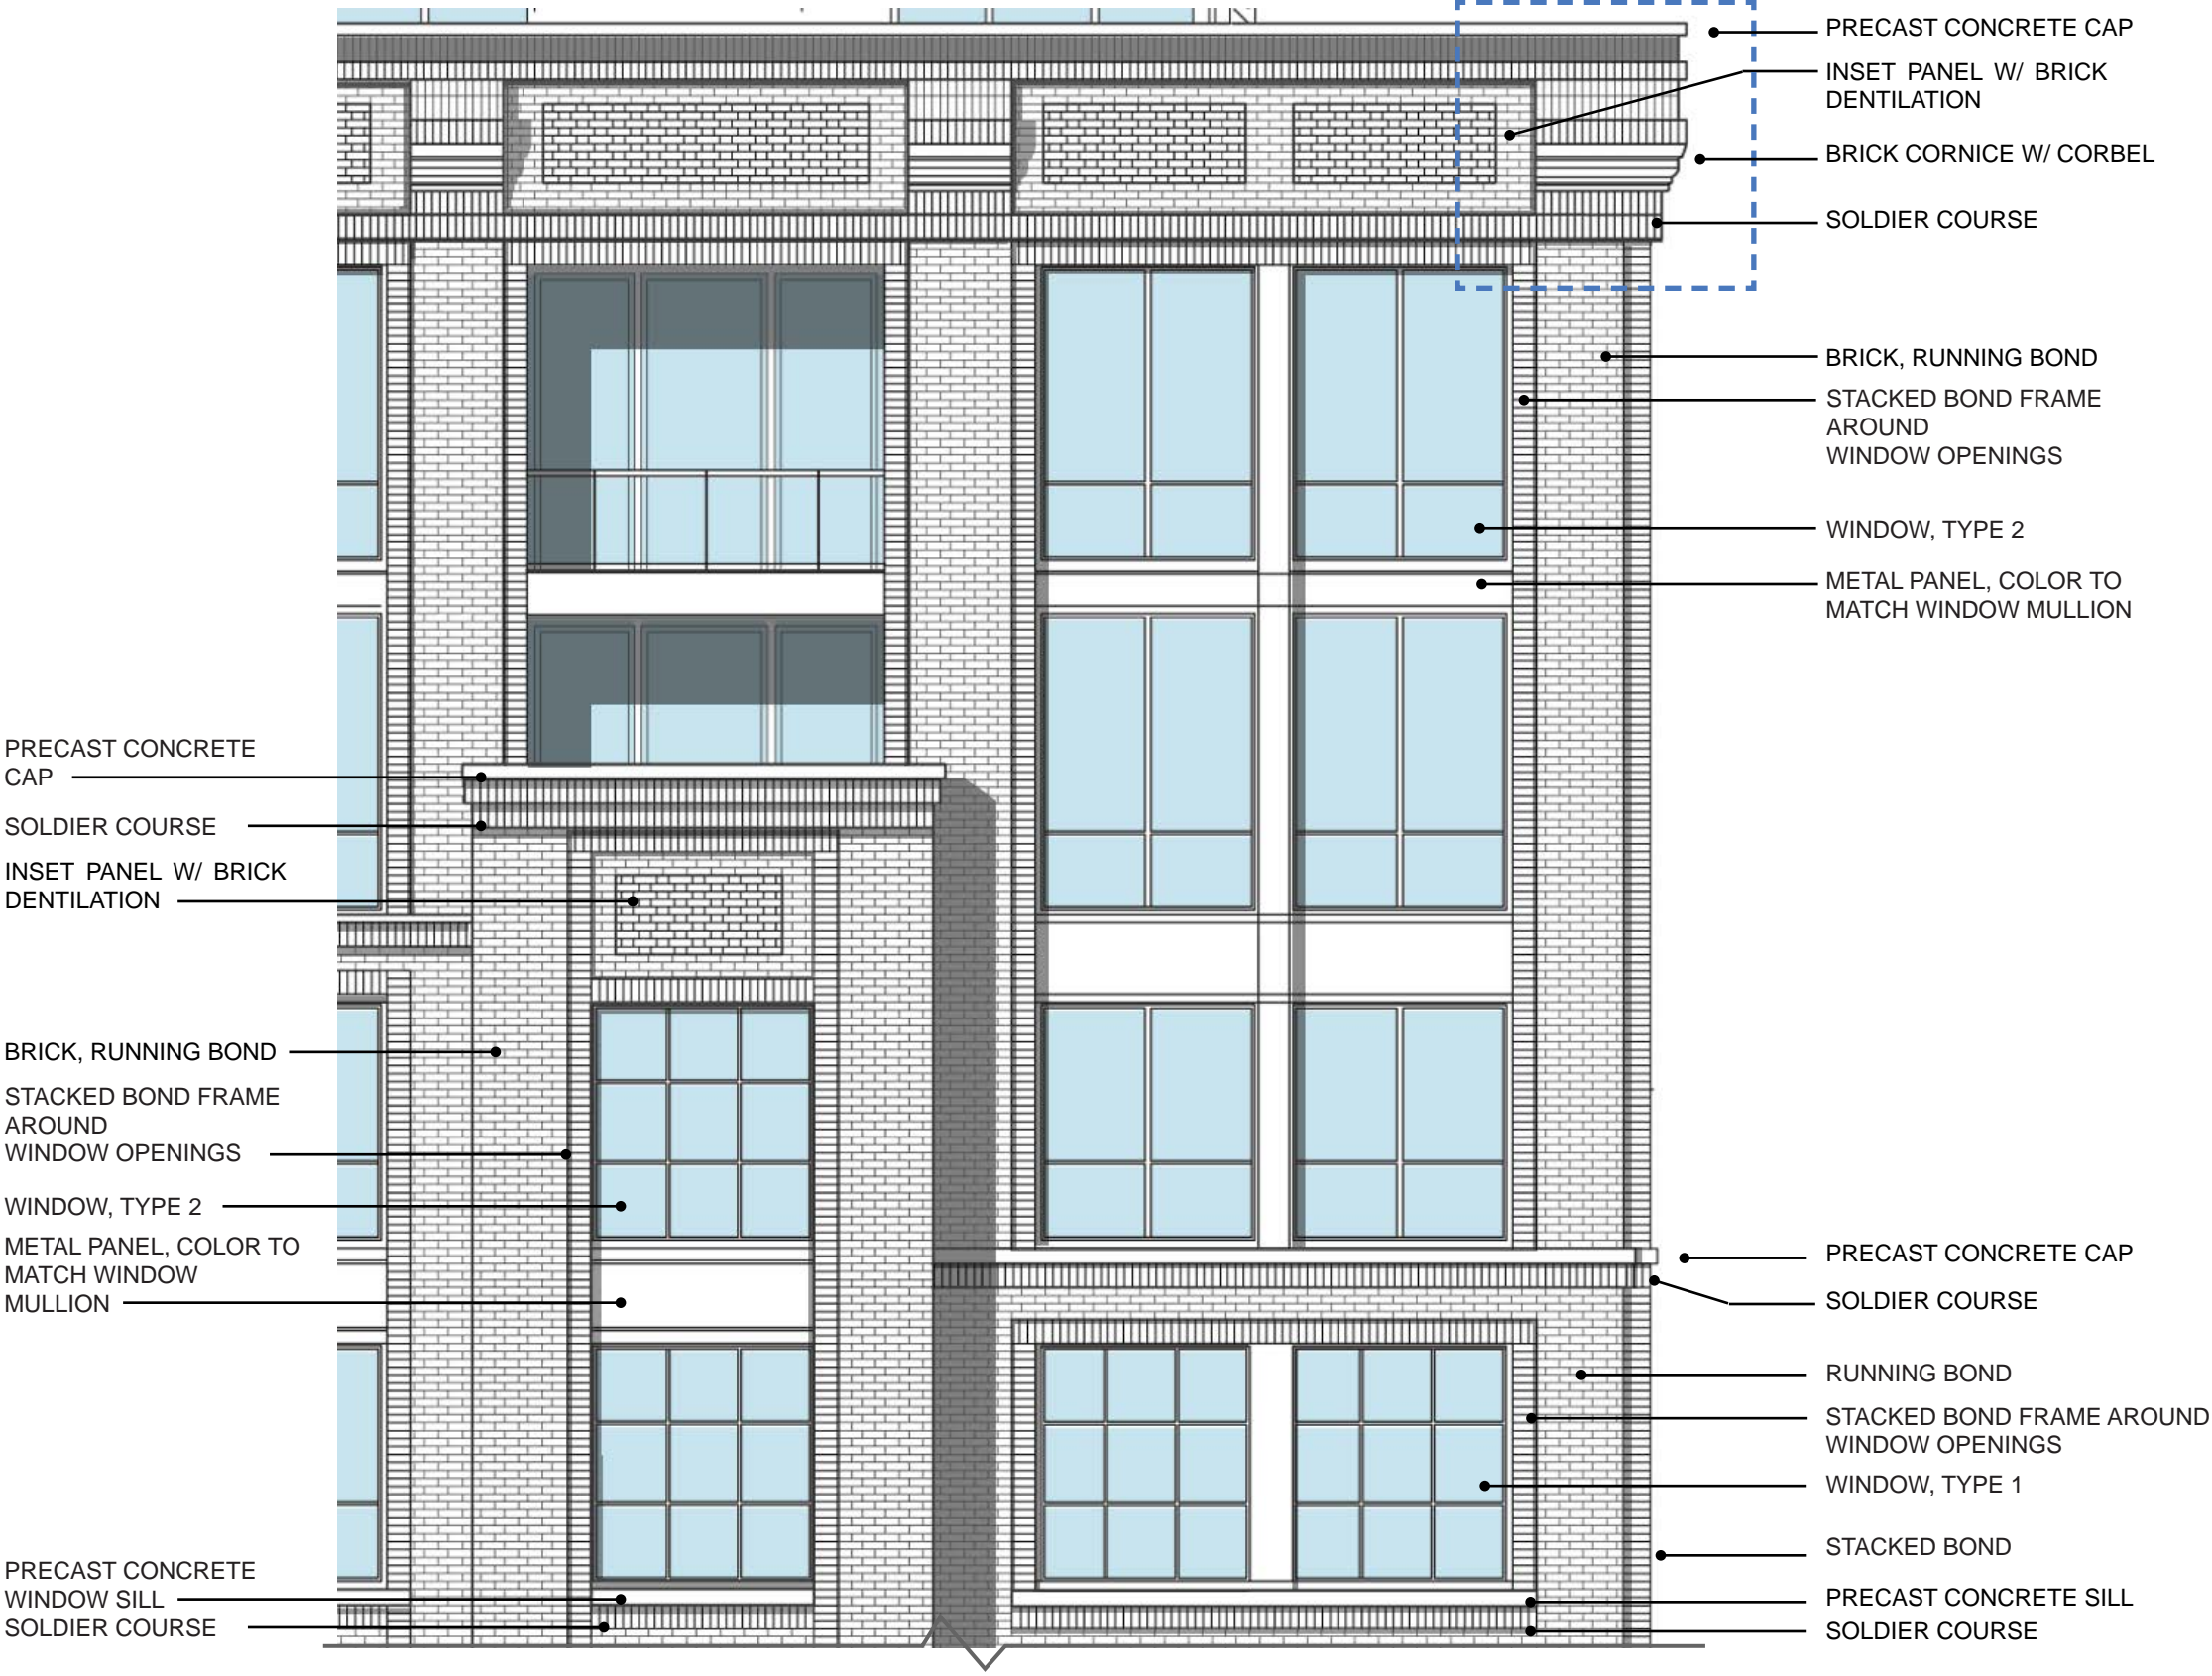 PRECAST CONCRETE CAP
INSET PANEL W/ BRICK
DENTILATION
BRICK CORNICE W/ CORBEL
SOLDIER COURSE
BRICK, RUNNING BOND
STACKED BOND FRAME
AROUND
WINDOW OPENINGS
WINDOW, TYPE 2
METAL PANEL, COLOR TO
MATCH WINDOW MULLION
PRECAST CONCRETE
CAP
SOLDIER COURSE
INSET PANEL W/ BRICK
DENTILATION
BRICK, RUNNING BOND
STACKED BOND FRAME
AROUND
WINDOW OPENINGS
WINDOW, TYPE 2
METAL PANEL, COLOR TO
MATCH WINDOW
MULLION
PRECAST CONCRETE
WINDOW SILL
SOLDIER COURSE
PRECAST CONCRETE CAP
SOLDIER COURSE
RUNNING BOND
STACKED BOND FRAME AROUND
WINDOW OPENINGS
WINDOW, TYPE 1
STACKED BOND
PRECAST CONCRETE SILL
SOLDIER COURSE